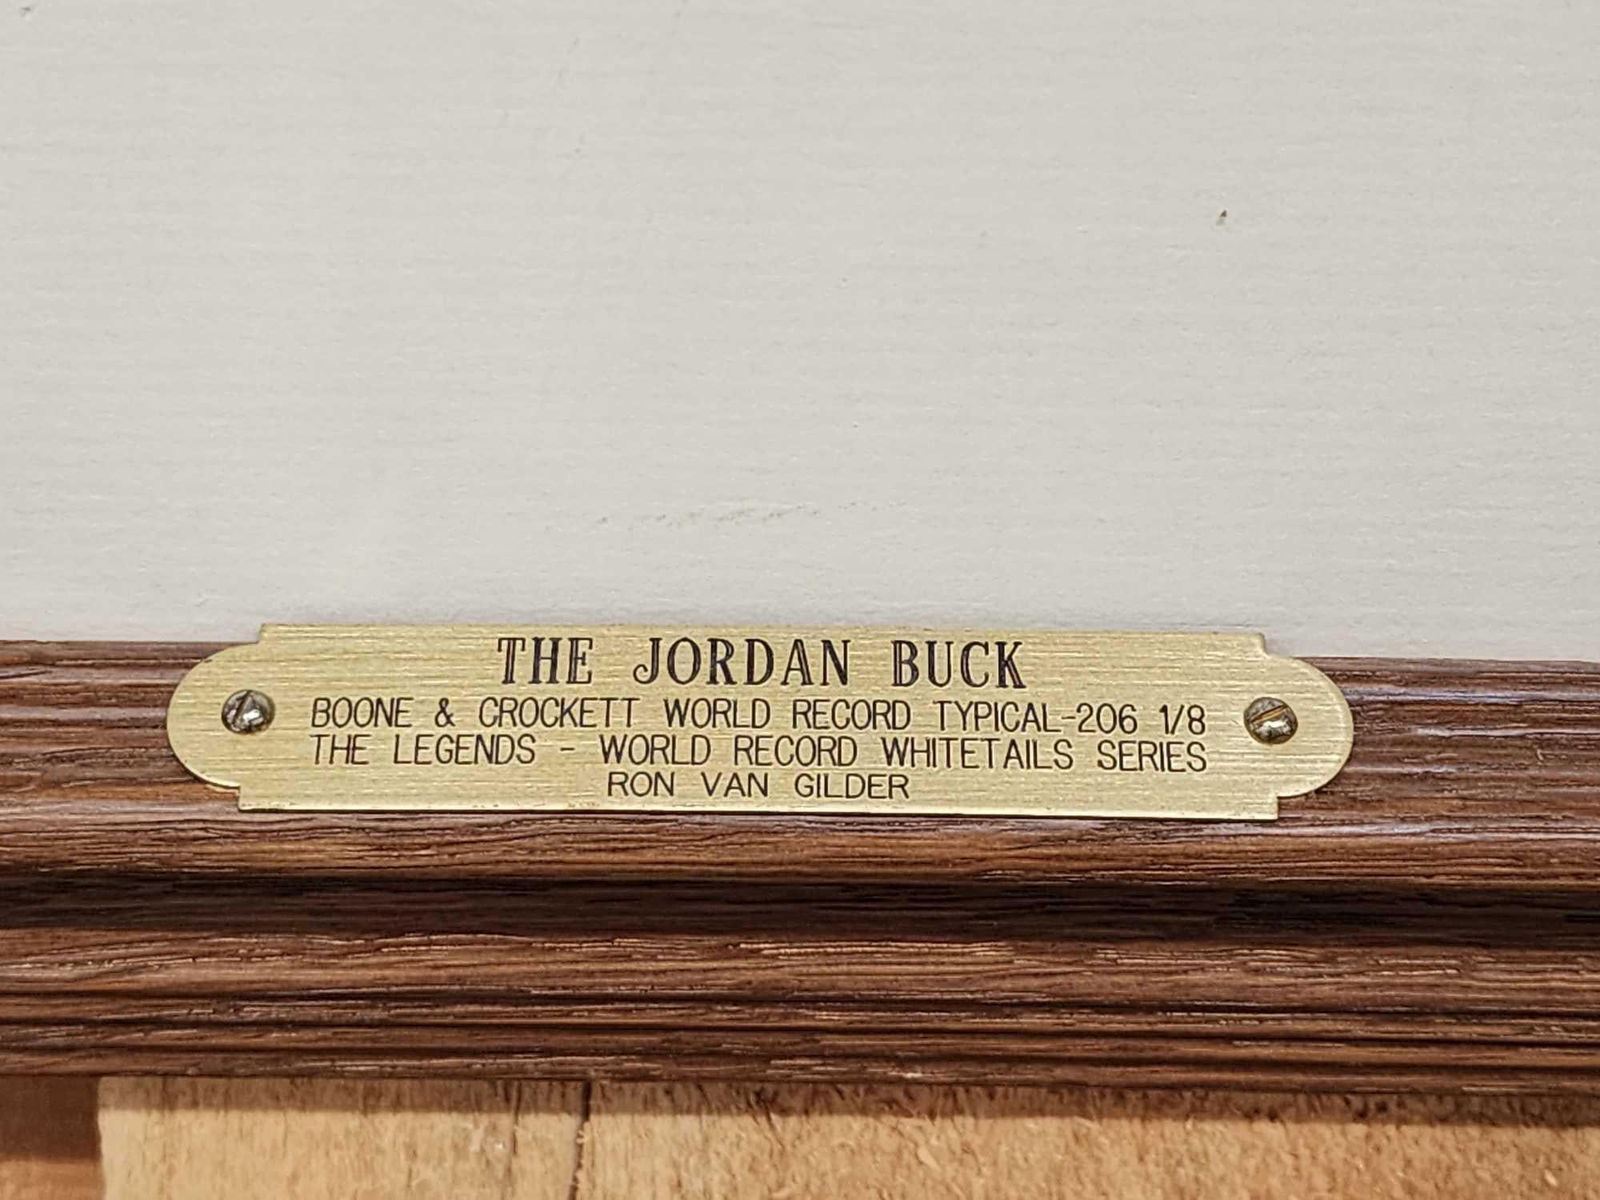 THE JORDAN BUCK
BOONE & CROCKETT WORLD RECORD TYPICAL-206 1/8
THE LEGENDS - WORLD RECORD WHITETAILS SERIES
RON VAN GILDER